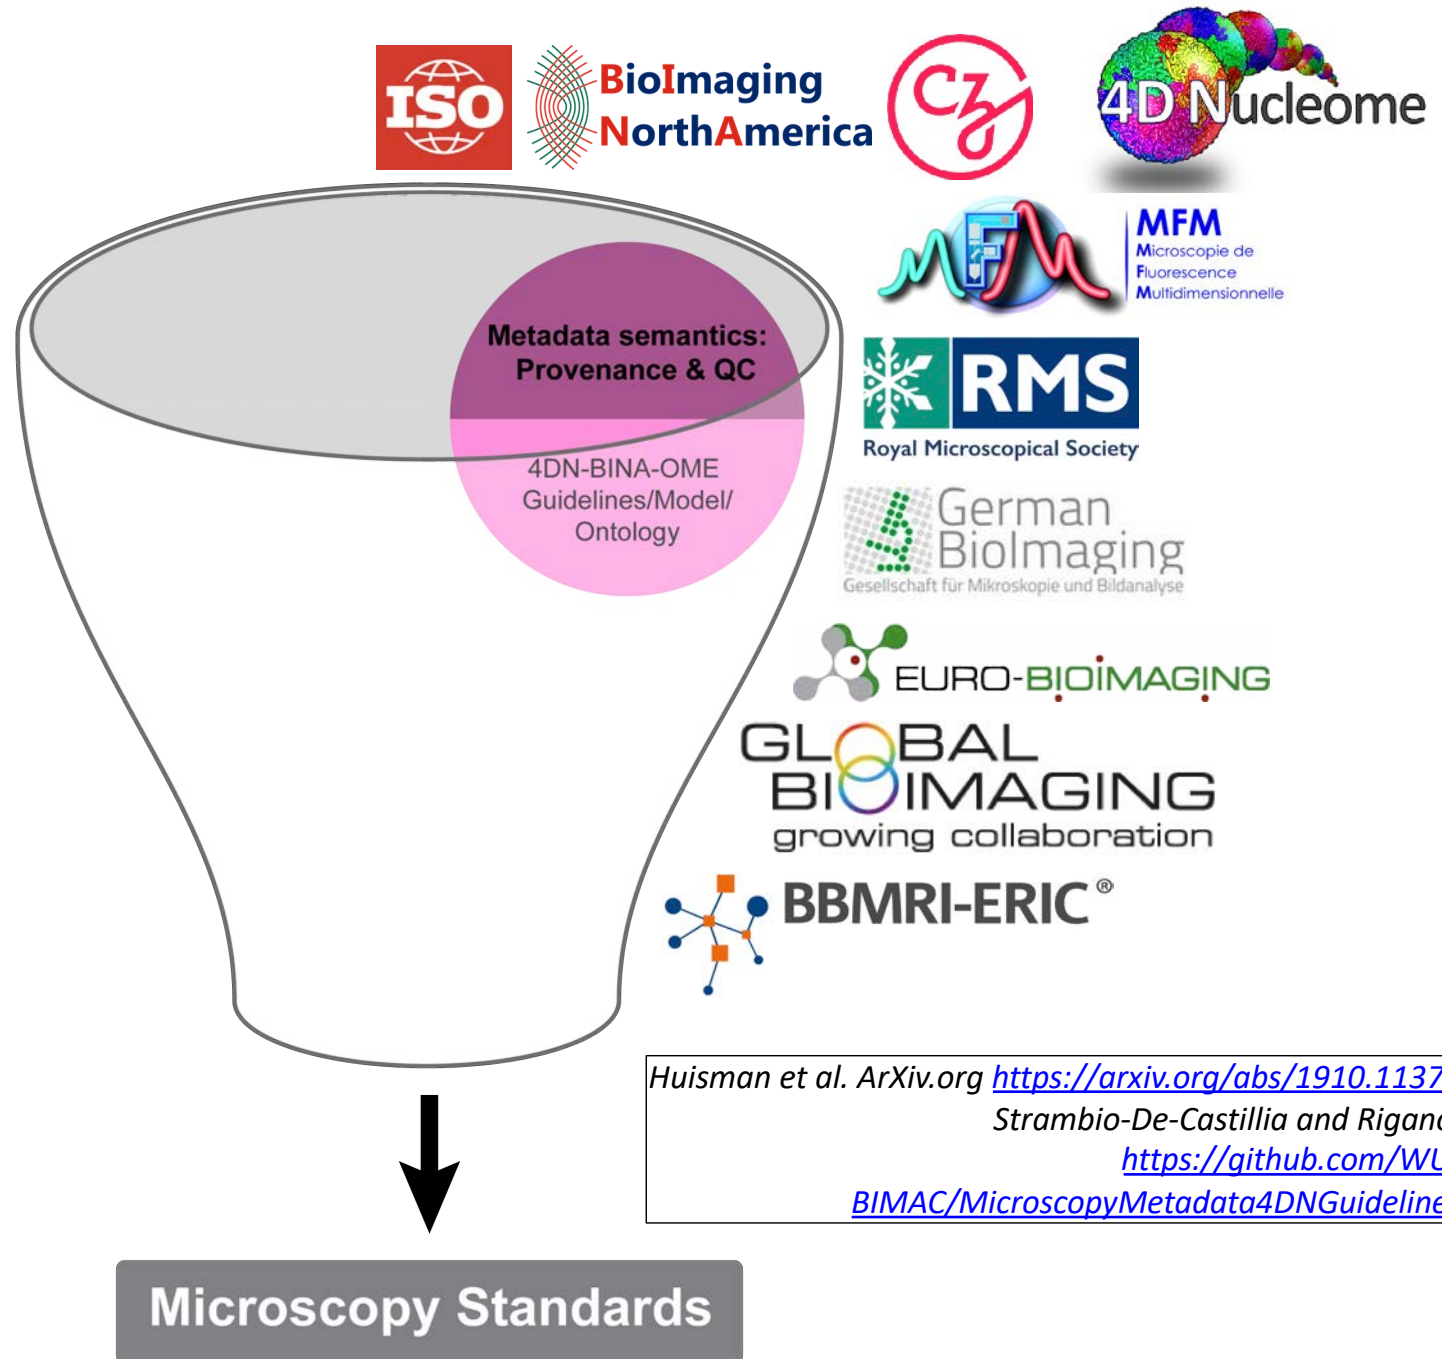 ISO
BioImaging
NorthAmerica
CZ
4D Nucleome
MFM
MFM
Microscopie de
Fluorescence
Multidimensionnelle
Metadata semantics:
Provenance & QC
RMS
Royal Microscopical Society
4DN-BINA-OME
Guidelines/Model/
Ontology
German
BioImaging
Gesellschaft für Mikroskopie und Bildanalyse
EURO-BIOIMAGING
GLOBAL
BIOIMAGING
growing collaboration
BBMRI-ERIC®
Huisman et al. ArXiv.org https://arxiv.org/abs/1910.1137
Strambio-De-Castillia and Rigano
https://github.com/WU
BIMAC/MicroscopyMetadata4DNGuideline
Microscopy Standards